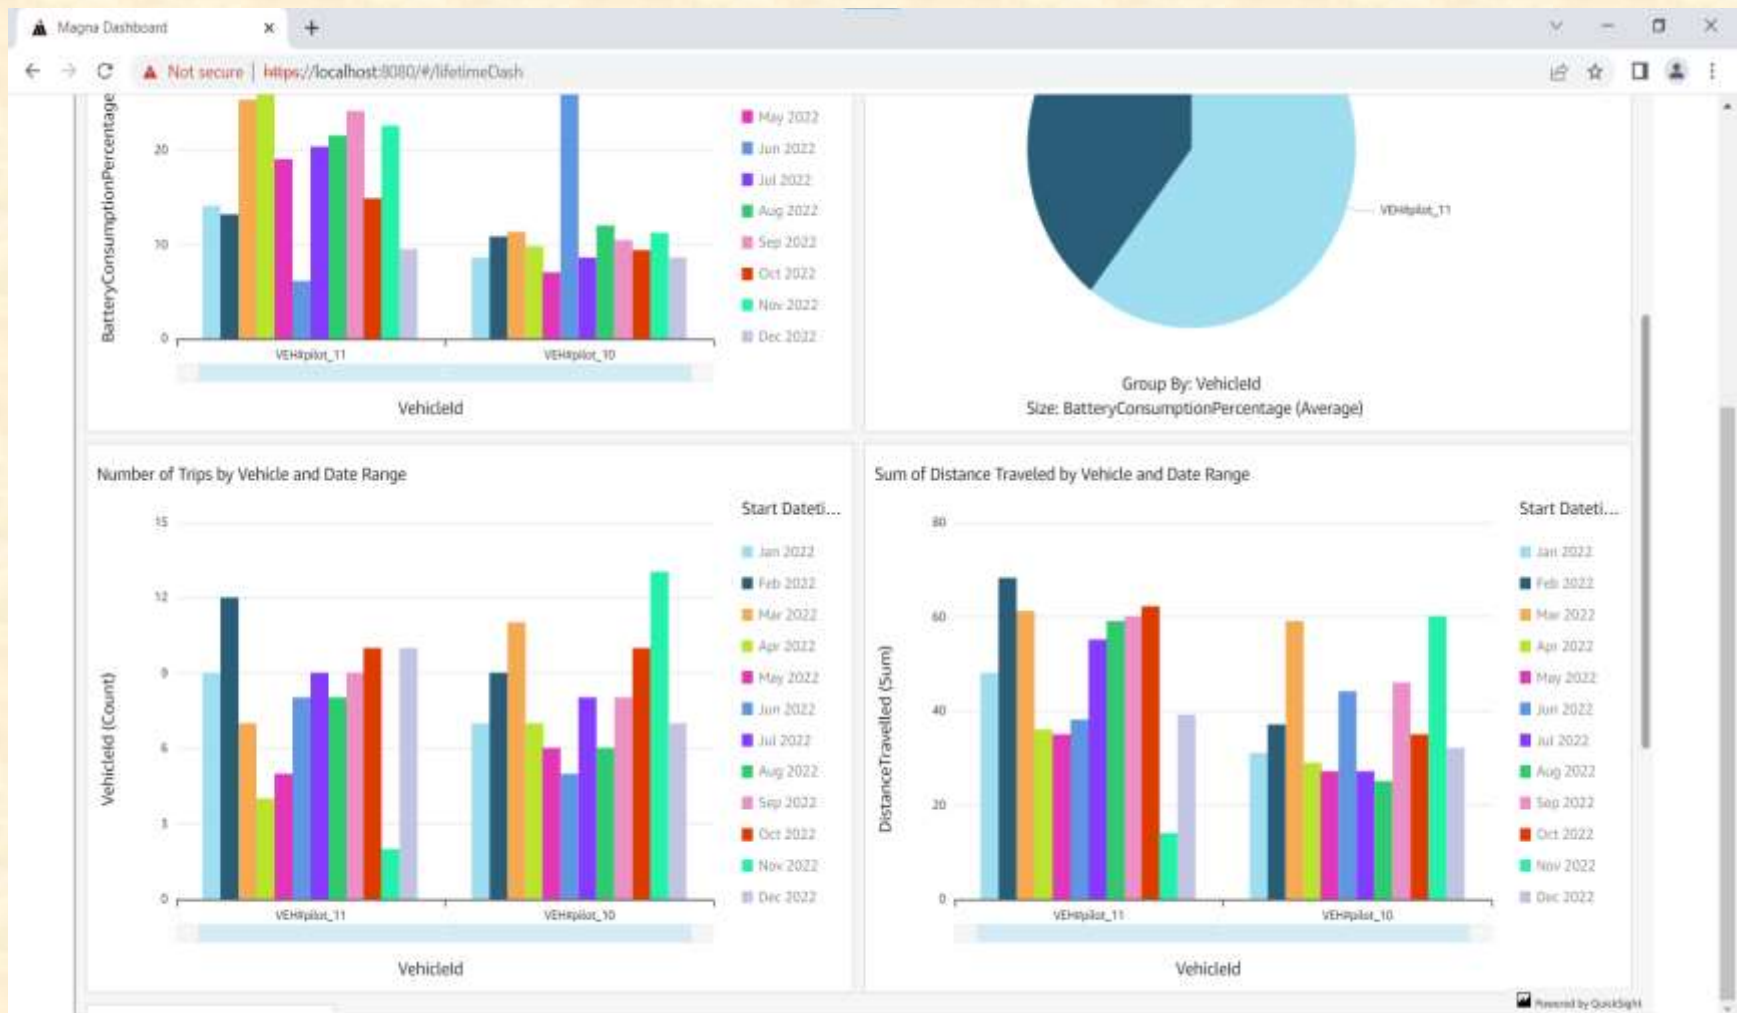 Magna Dashboard
Not secure | https://localhost:8080/#/lifetimeDash
BatteryConsumptionPercentage
20
10
0
VEH#pilot_11
VEH#pilot_10
VehicleId
May 2022
Jun 2022
Jul 2022
Aug 2022
Sep 2022
Oct 2022
Nov 2022
Dec 2022
VEH#pilot_11
Group By: VehicleId
Size: BatteryConsumptionPercentage (Average)
Number of Trips by Vehicle and Date Range
VehicleId (Count)
15
12
9
6
3
0
VEH#pilot_11
VEH#pilot_10
VehicleId
Start Dateti...
Jan 2022
Feb 2022
Mar 2022
Apr 2022
May 2022
Jun 2022
Jul 2022
Aug 2022
Sep 2022
Oct 2022
Nov 2022
Dec 2022
Sum of Distance Traveled by Vehicle and Date Range
DistanceTravelled (Sum)
80
60
40
20
0
VEH#pilot_11
VEH#pilot_10
VehicleId
Start Dateti...
Jan 2022
Feb 2022
Mar 2022
Apr 2022
May 2022
Jun 2022
Jul 2022
Aug 2022
Sep 2022
Oct 2022
Nov 2022
Dec 2022
Powered by QuickSight